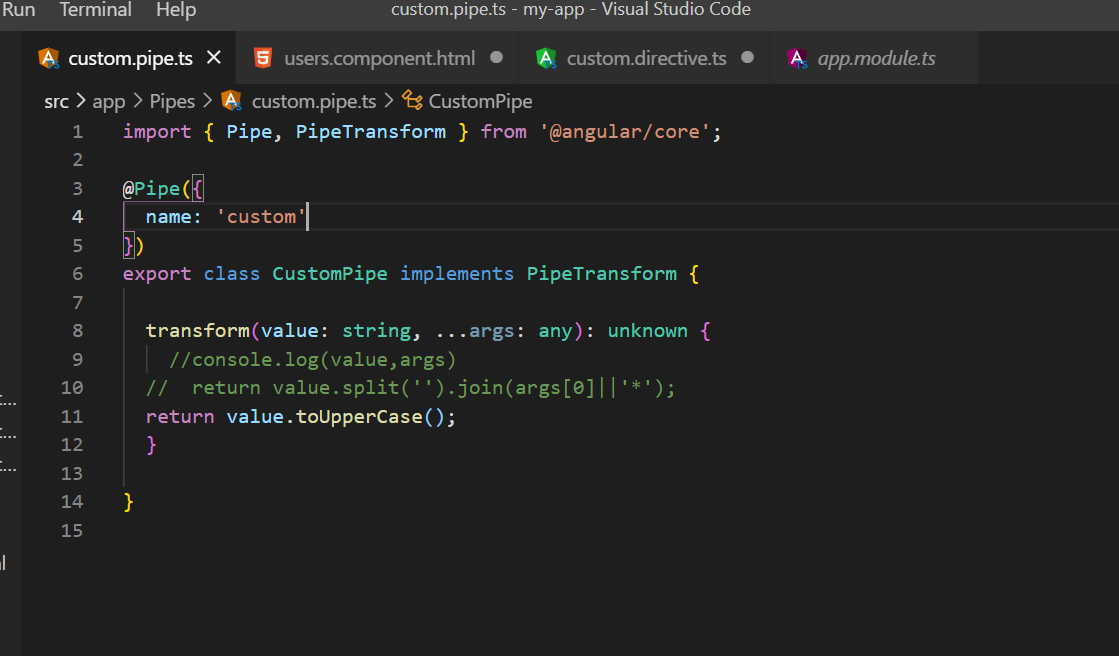 Run Terminal Help custom.pipe.ts - my-app - Visual Studio Code
custom.pipe.ts users.component.html custom.directive.ts app.module.ts
src > app > Pipes > custom.pipe.ts > CustomPipe
1 import { Pipe, PipeTransform } from '@angular/core';
2
3 @Pipe({
4 name: 'custom'
5 })
6 export class CustomPipe implements PipeTransform {
7
8 transform(value: string, ...args: any): unknown {
9 //console.log(value,args)
10 // return value.split('').join(args[0]||'*');
11 return value.toUpperCase();
12 }
13
14 }
15